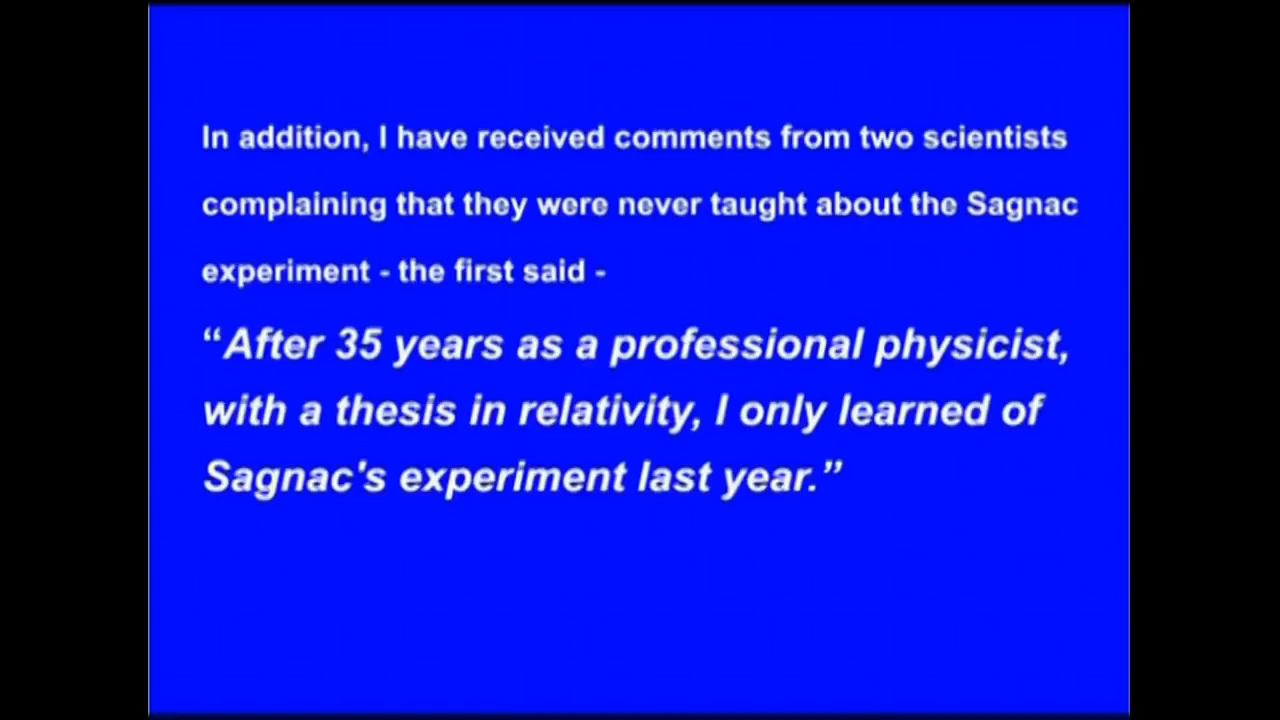 In addition, I have received comments from two scientists
complaining that they were never taught about the Sagnac
experiment - the first said -
“After 35 years as a professional physicist,
with a thesis in relativity, I only learned of
Sagnac's experiment last year.”